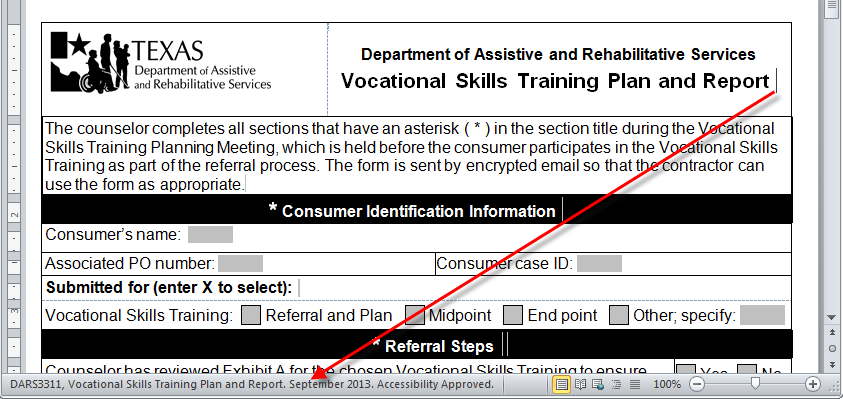 TEXAS
Department of Assistive
and Rehabilitative Services
Department of Assistive and Rehabilitative Services
Vocational Skills Training Plan and Report
The counselor completes all sections that have an asterisk ( * ) in the section title during the Vocational
Skills Training Planning Meeting, which is held before the consumer participates in the Vocational Skills
Training as part of the referral process. The form is sent by encrypted email so that the contractor can
use the form as appropriate.
* Consumer Identification Information
Consumer's name:
Associated PO number: Consumer case ID:
Submitted for (enter X to select):
Vocational Skills Training: Referral and Plan Midpoint End point Other; specify:
* Referral Steps
Counselor has reviewed Exhibit A for the chosen Vocational Skills Training to ensure Yes No
DARS3311, Vocational Skills Training Plan and Report. September 2013. Accessibility Approved. 100%
2
3